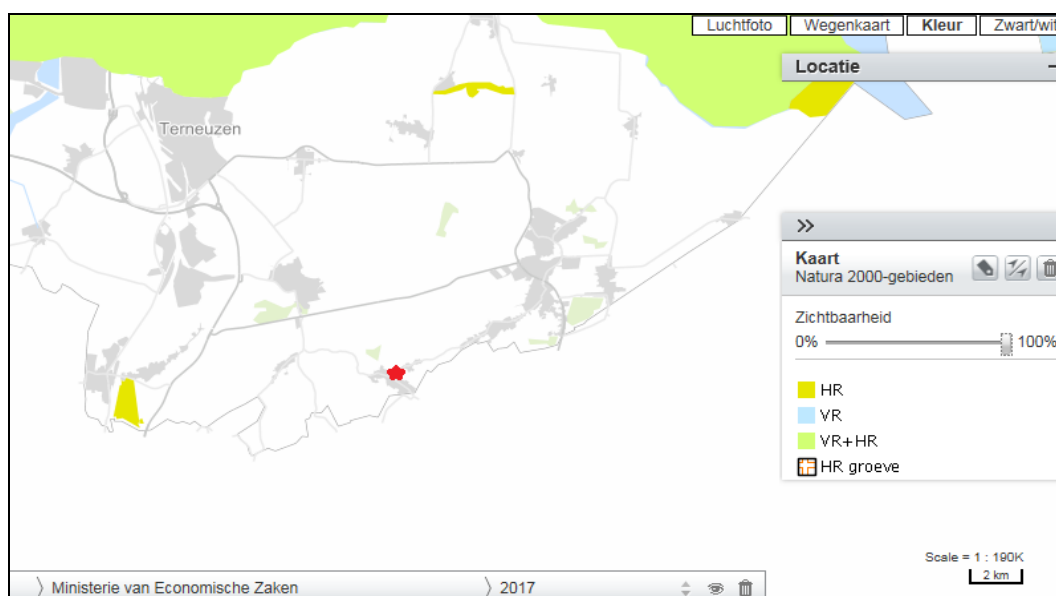 Luchtfoto Wegenkaart Kleur Zwart/wit
Locatie
Terneuzen
Kaart
Natura 2000-gebieden
Zichtbaarheid
0% 100%
HR
VR
VR+HR
HR groeve
Scale = 1 : 190K
2 km
Ministerie van Economische Zaken 2017